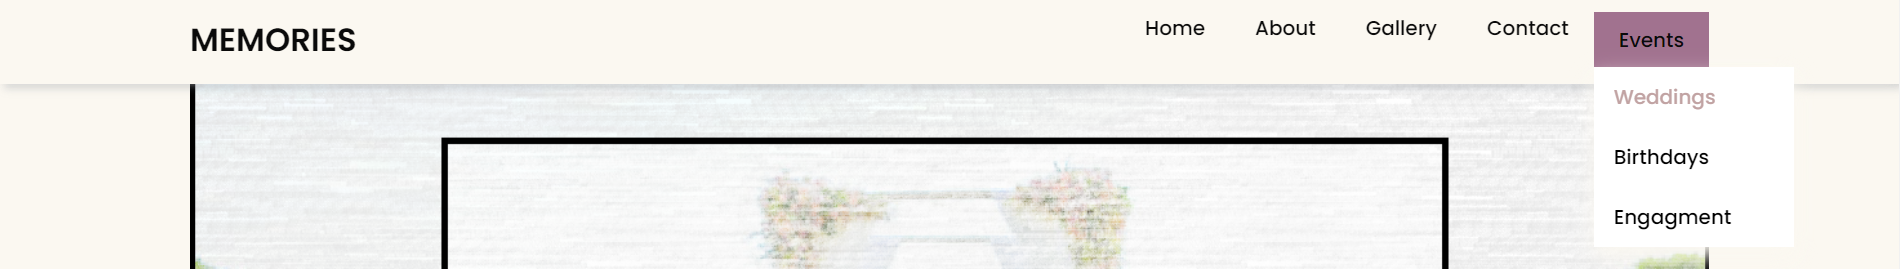 MEMORIES
Home About Gallery Contact Events
Weddings
Birthdays
Engagment